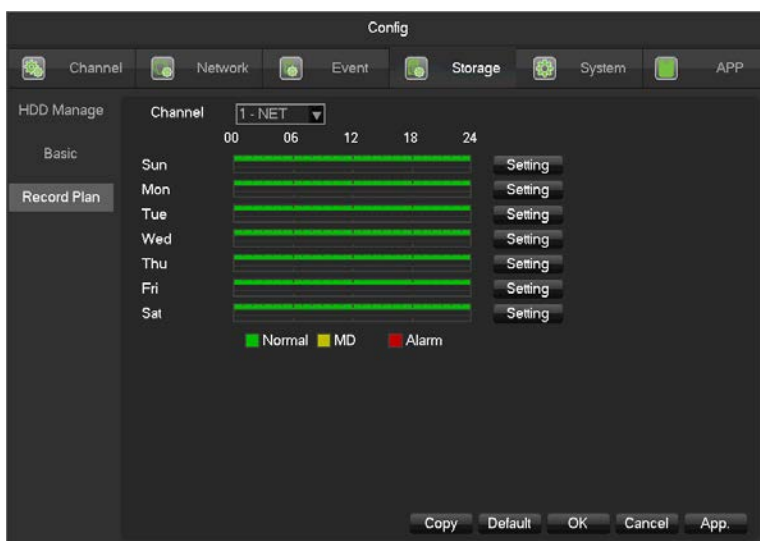 Config
Channel Network Event Storage System APP
HDD Manage
Basic
Record Plan
Channel 1 - NET
00 06 12 18 24
Sun Setting
Mon Setting
Tue Setting
Wed Setting
Thu Setting
Fri Setting
Sat Setting
Normal MD Alarm
Copy Default OK Cancel App.